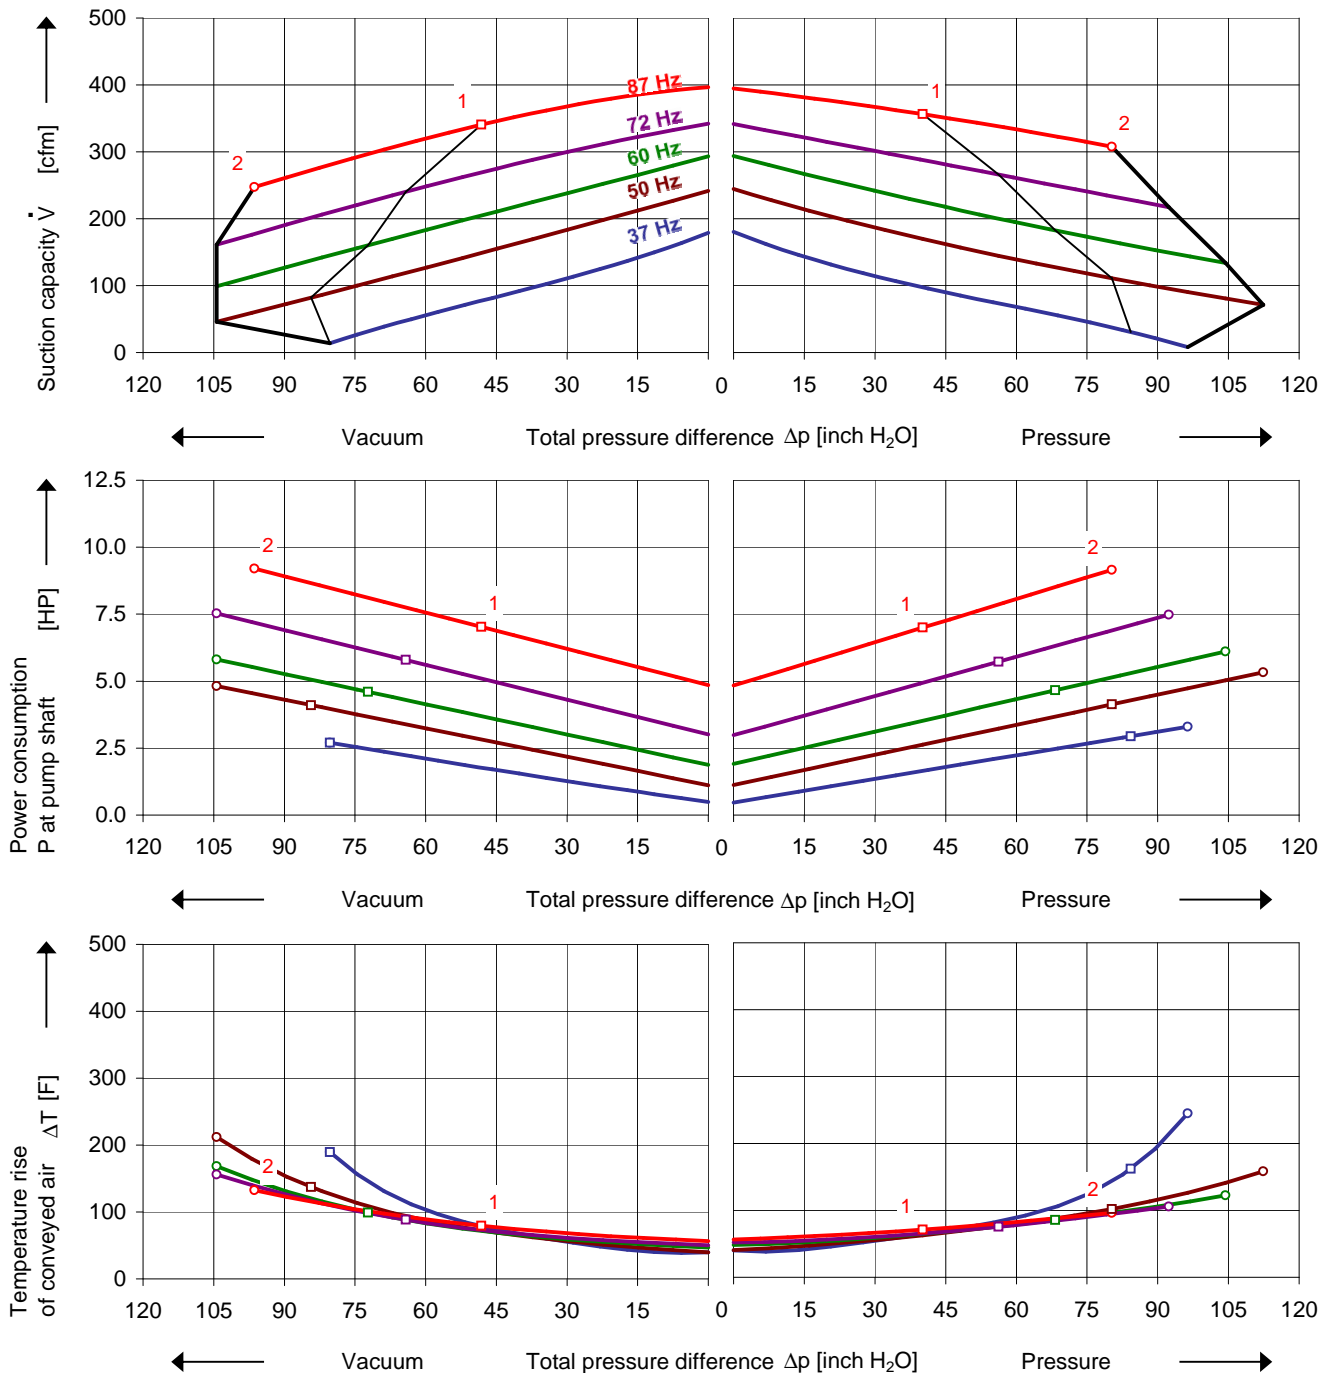 500
400
300
200
100
0
Suction capacity V̇ [cfm]
87 Hz
72 Hz
60 Hz
50 Hz
37 Hz
1
2
1
2
120 105 90 75 60 45 30 15 0 15 30 45 60 75 90 105 120
Vacuum Total pressure difference Δp [inch H₂O] Pressure
12.5
10.0
7.5
5.0
2.5
0.0
Power consumption
P at pump shaft [HP]
2
1
1
2
120 105 90 75 60 45 30 15 0 15 30 45 60 75 90 105 120
Vacuum Total pressure difference Δp [inch H₂O] Pressure
500
400
300
200
100
0
Temperature rise
of conveyed air ΔT [F]
2
1
1
2
120 105 90 75 60 45 30 15 0 15 30 45 60 75 90 105 120
Vacuum Total pressure difference Δp [inch H₂O] Pressure